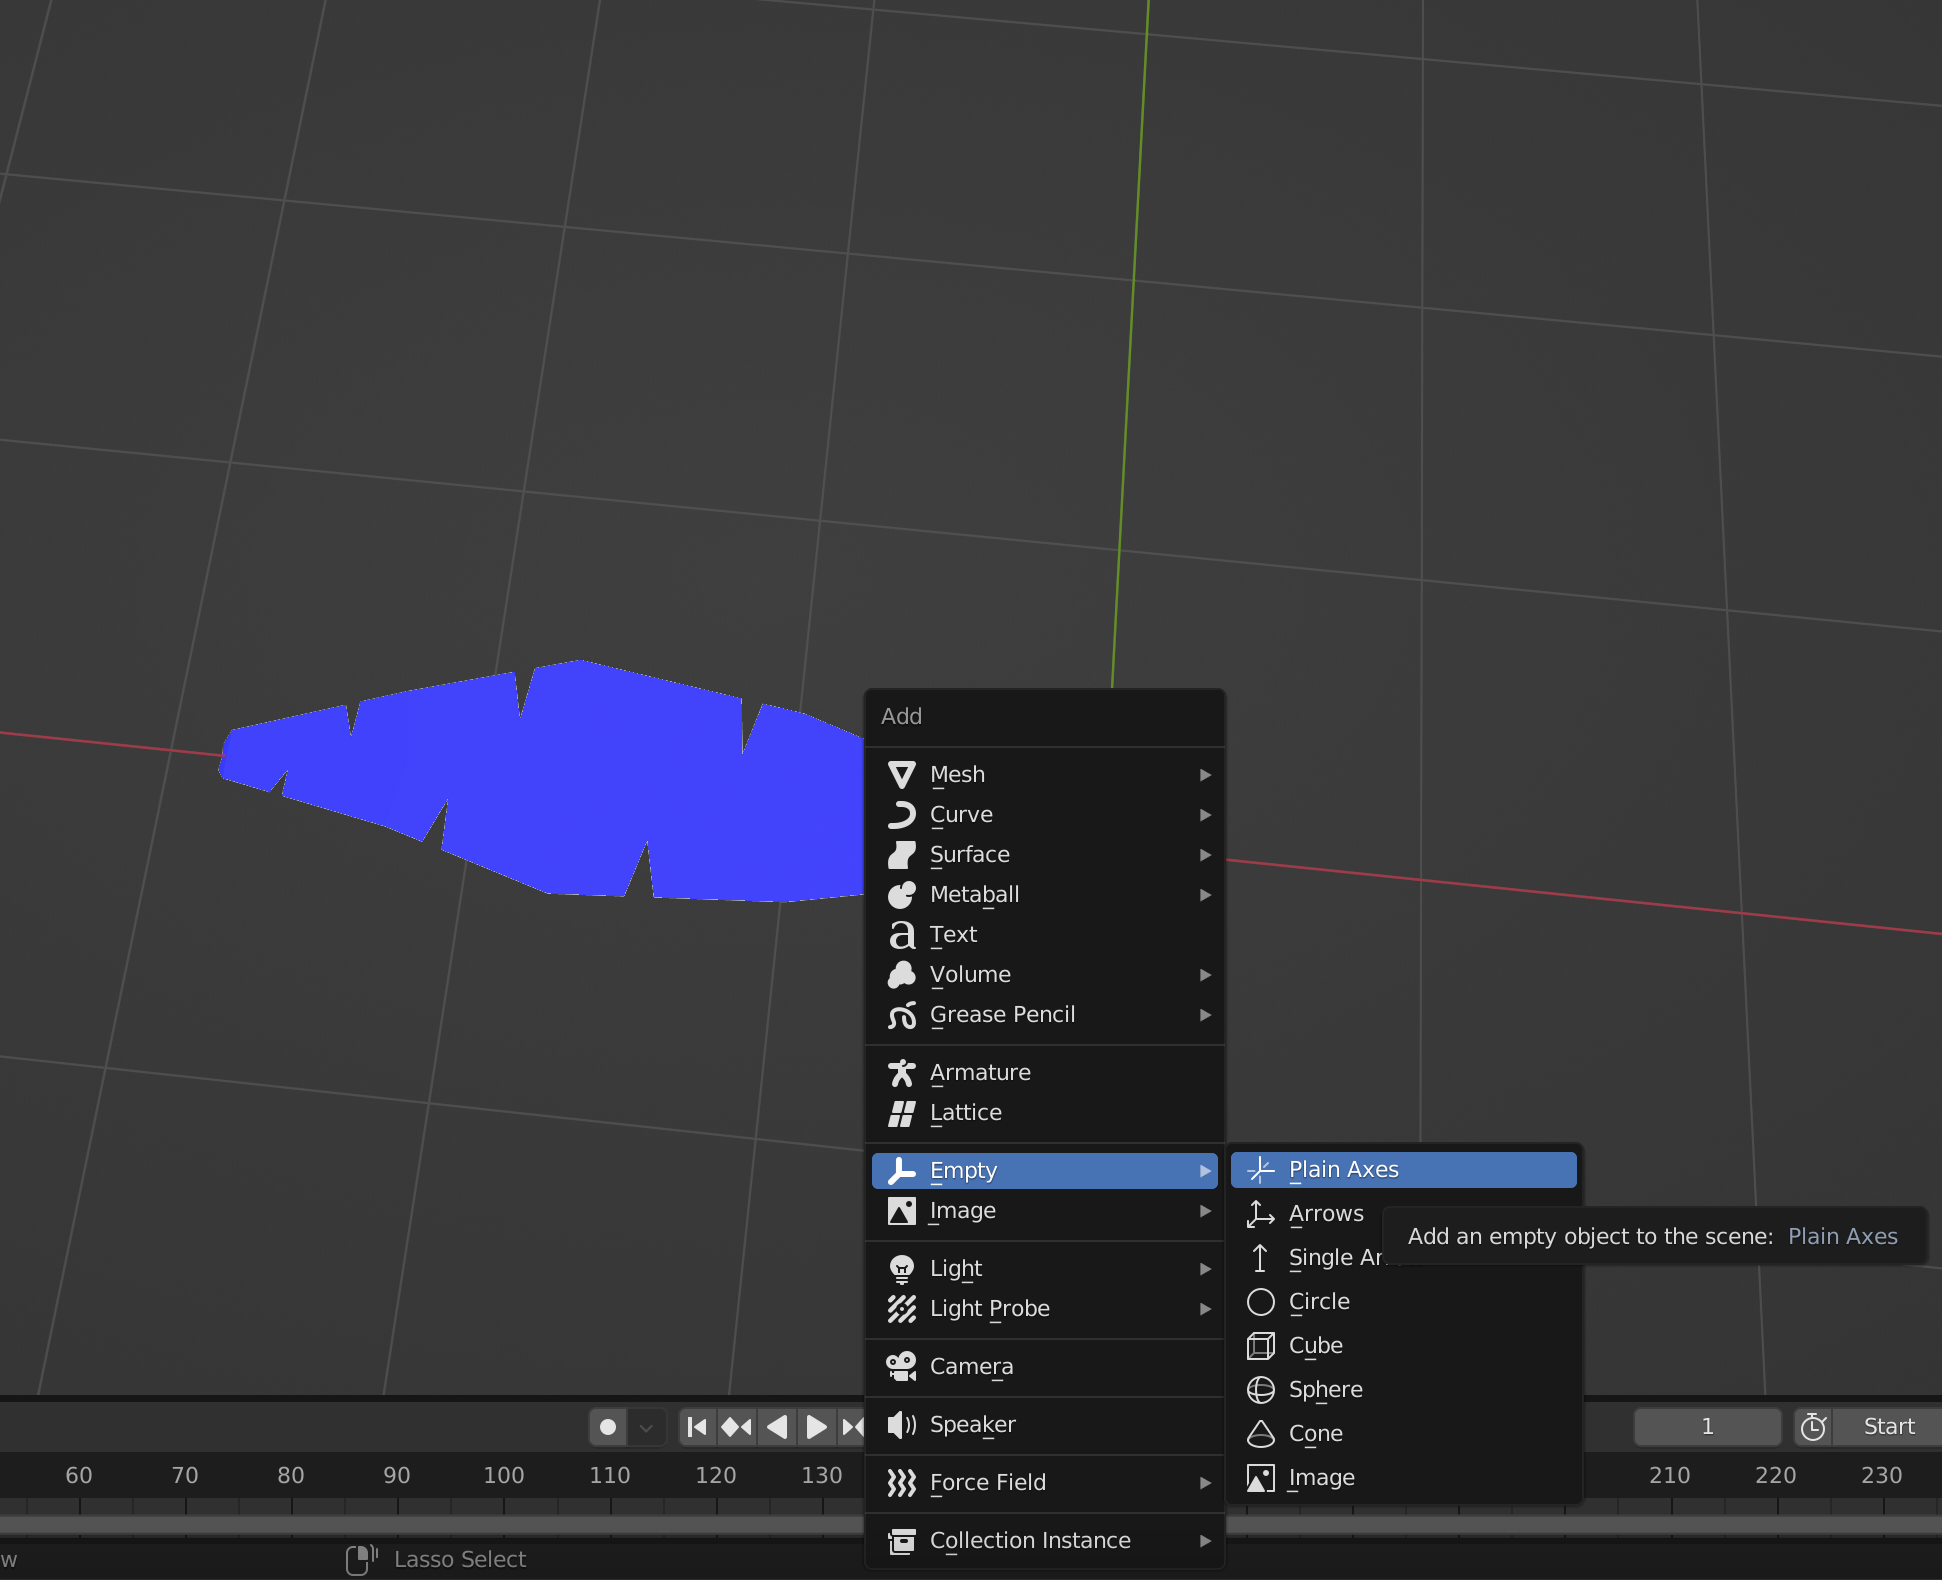 Add
Mesh
Curve
Surface
Metaball
Text
Volume
Grease Pencil
Armature
Lattice
Empty
Image
Light
Light Probe
Camera
Speaker
Force Field
Collection Instance
Plain Axes
Arrows
Single Ar
Circle
Cube
Sphere
Cone
Image
Add an empty object to the scene: Plain Axes
1 Start
60 70 80 90 100 110 120 130 210 220 230
w Lasso Select